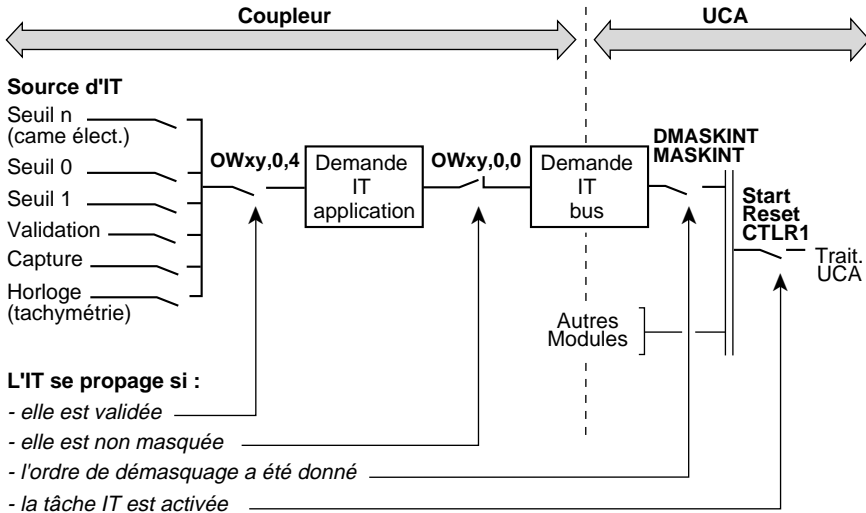 Coupleur
UCA
Source d'IT
Seuil n
(came élect.)
Seuil 0
Seuil 1
Validation
Capture
Horloge
(tachymétrie)
OWxy,0,4
Demande
IT
application
OWxy,0,0
Demande
IT
bus
DMASKINT
MASKINT
Start
Reset
CTLR1
Trait.
UCA
Autres
Modules
L'IT se propage si :
- elle est validée
- elle est non masquée
- l'ordre de démasquage a été donné
- la tâche IT est activée